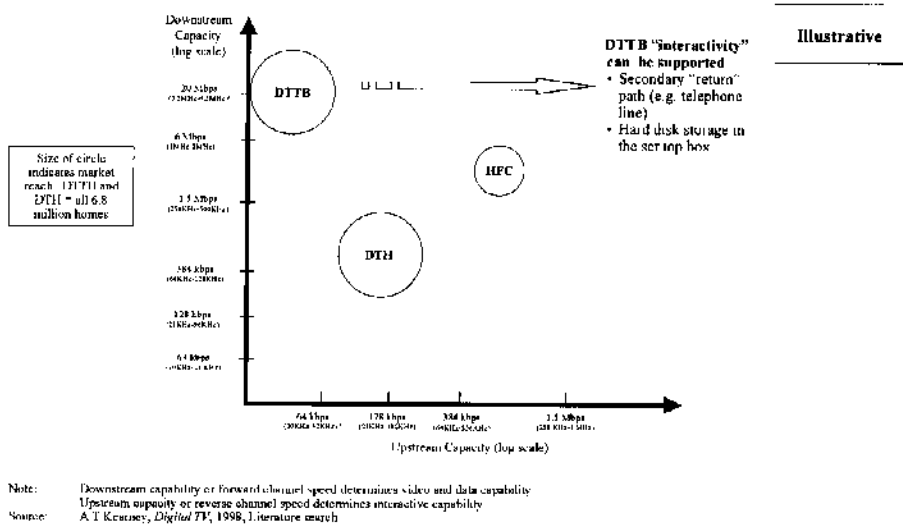 Downstream
Capacity
(log scale)
Illustrative
DTTB "interactivity"
can be supported
• Secondary "return"
path (e.g. telephone
line)
• Hard disk storage in
the set top box
20 Mbps
DTTB
6 Mbps
HFC
Size of circle
indicates market
reach DTTH and
DTH = all 6.8
million homes
1.5 Mbps
DTH
384 kbps
128 kbps
64 kbps
64 kbps
128 kbps
384 kbps
1.5 Mbps
Upstream Capacity (log scale)
Note: Downstream capability or forward channel speed determines video and data capability
Upstream capacity or reverse channel speed determines interactive capability
Source: A T Kearney, Digital TV, 1998, Literature search